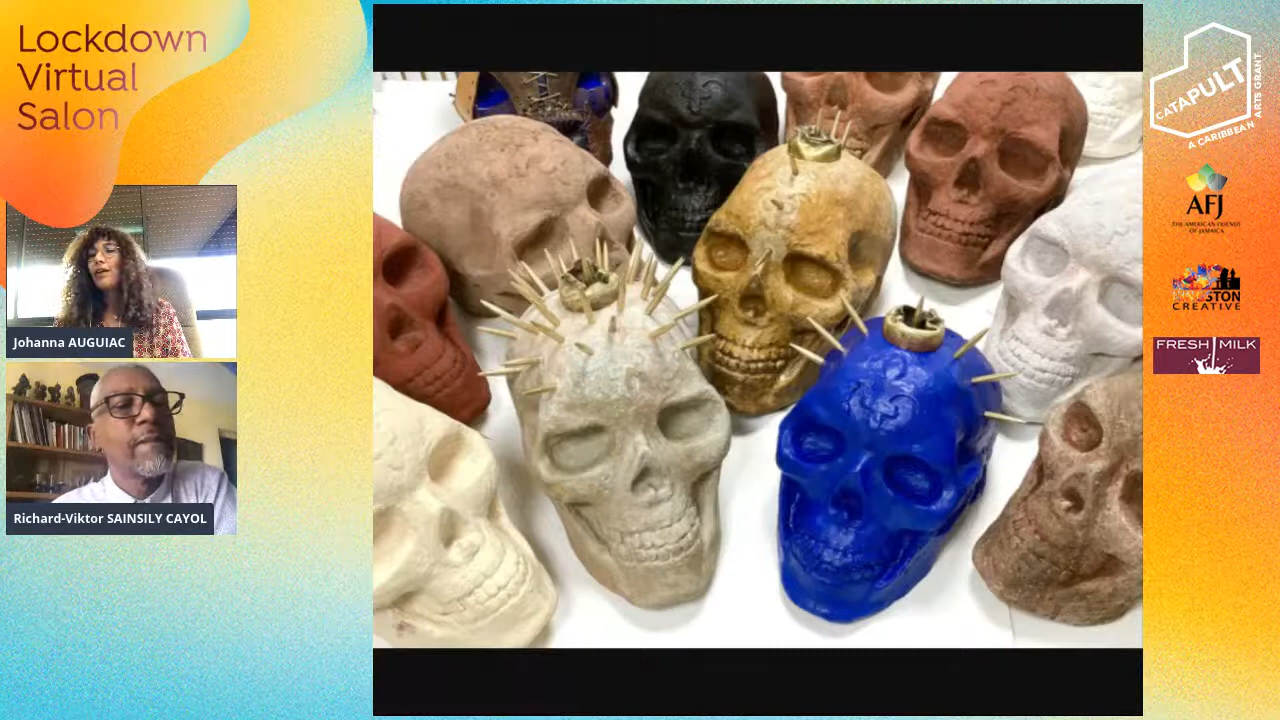 Lockdown
Virtual
Salon
Johanna AUGUIAC
Richard-Viktor SAINSILY CAYOL
CATAPULT
A CARIBBEAN
ARTS GRANT
AFJ
THE AMERICAN FRIENDS
OF JAMAICA
KINGSTON
CREATIVE
FRESH MILK